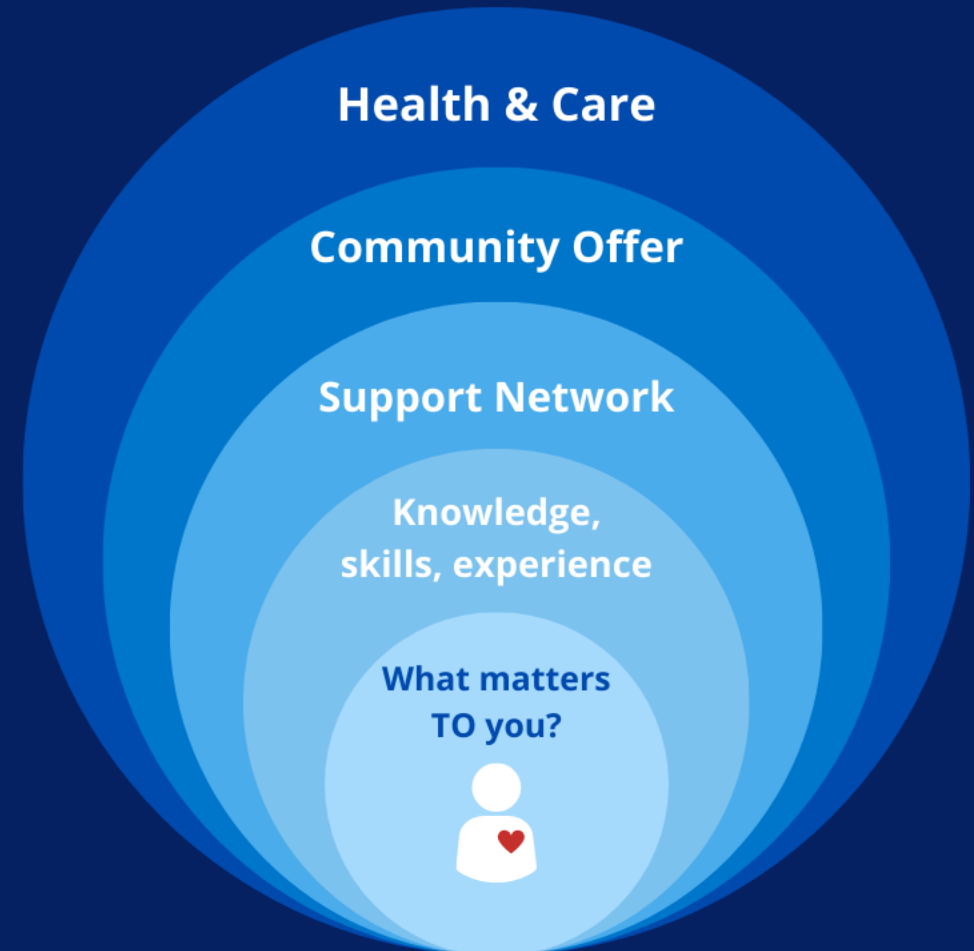 Health & Care
Community Offer
Support Network
Knowledge,
skills, experience
What matters
TO you?